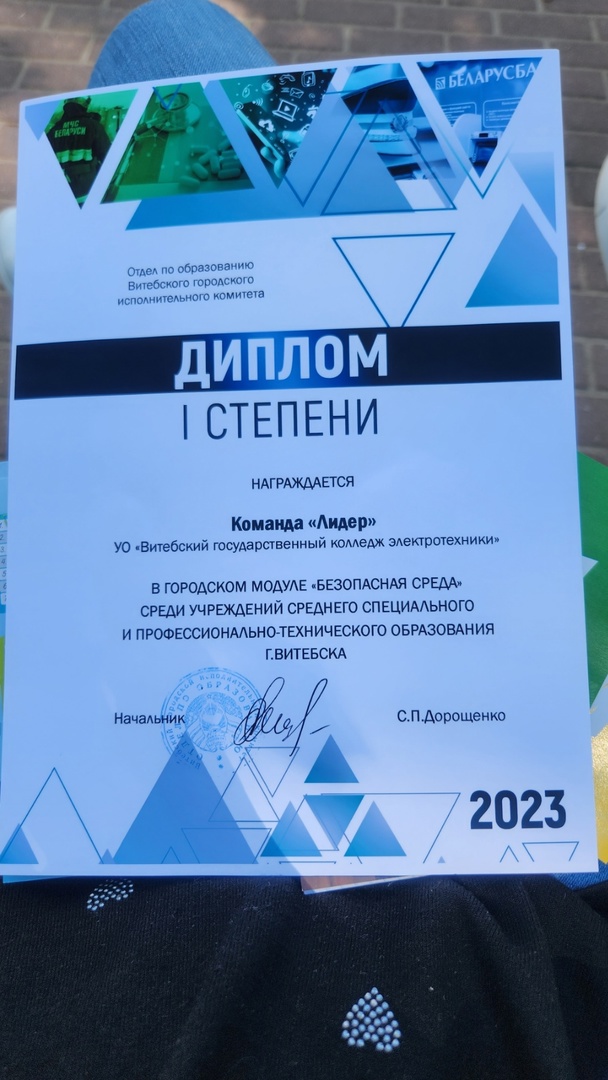 МЧС
БЕЛАРУСИ
БЕЛАРУСБА
Отдел по образованию
Витебского городского
исполнительного комитета
ДИПЛОМ
I СТЕПЕНИ
НАГРАЖДАЕТСЯ
Команда «Лидер»
УО «Витебский государственный колледж электротехники»
В ГОРОДСКОМ МОДУЛЕ «БЕЗОПАСНАЯ СРЕДА»
СРЕДИ УЧРЕЖДЕНИЙ СРЕДНЕГО СПЕЦИАЛЬНОГО
И ПРОФЕССИОНАЛЬНО-ТЕХНИЧЕСКОГО ОБРАЗОВАНИЯ
Г.ВИТЕБСКА
Начальник С.П.Дорощенко
2023